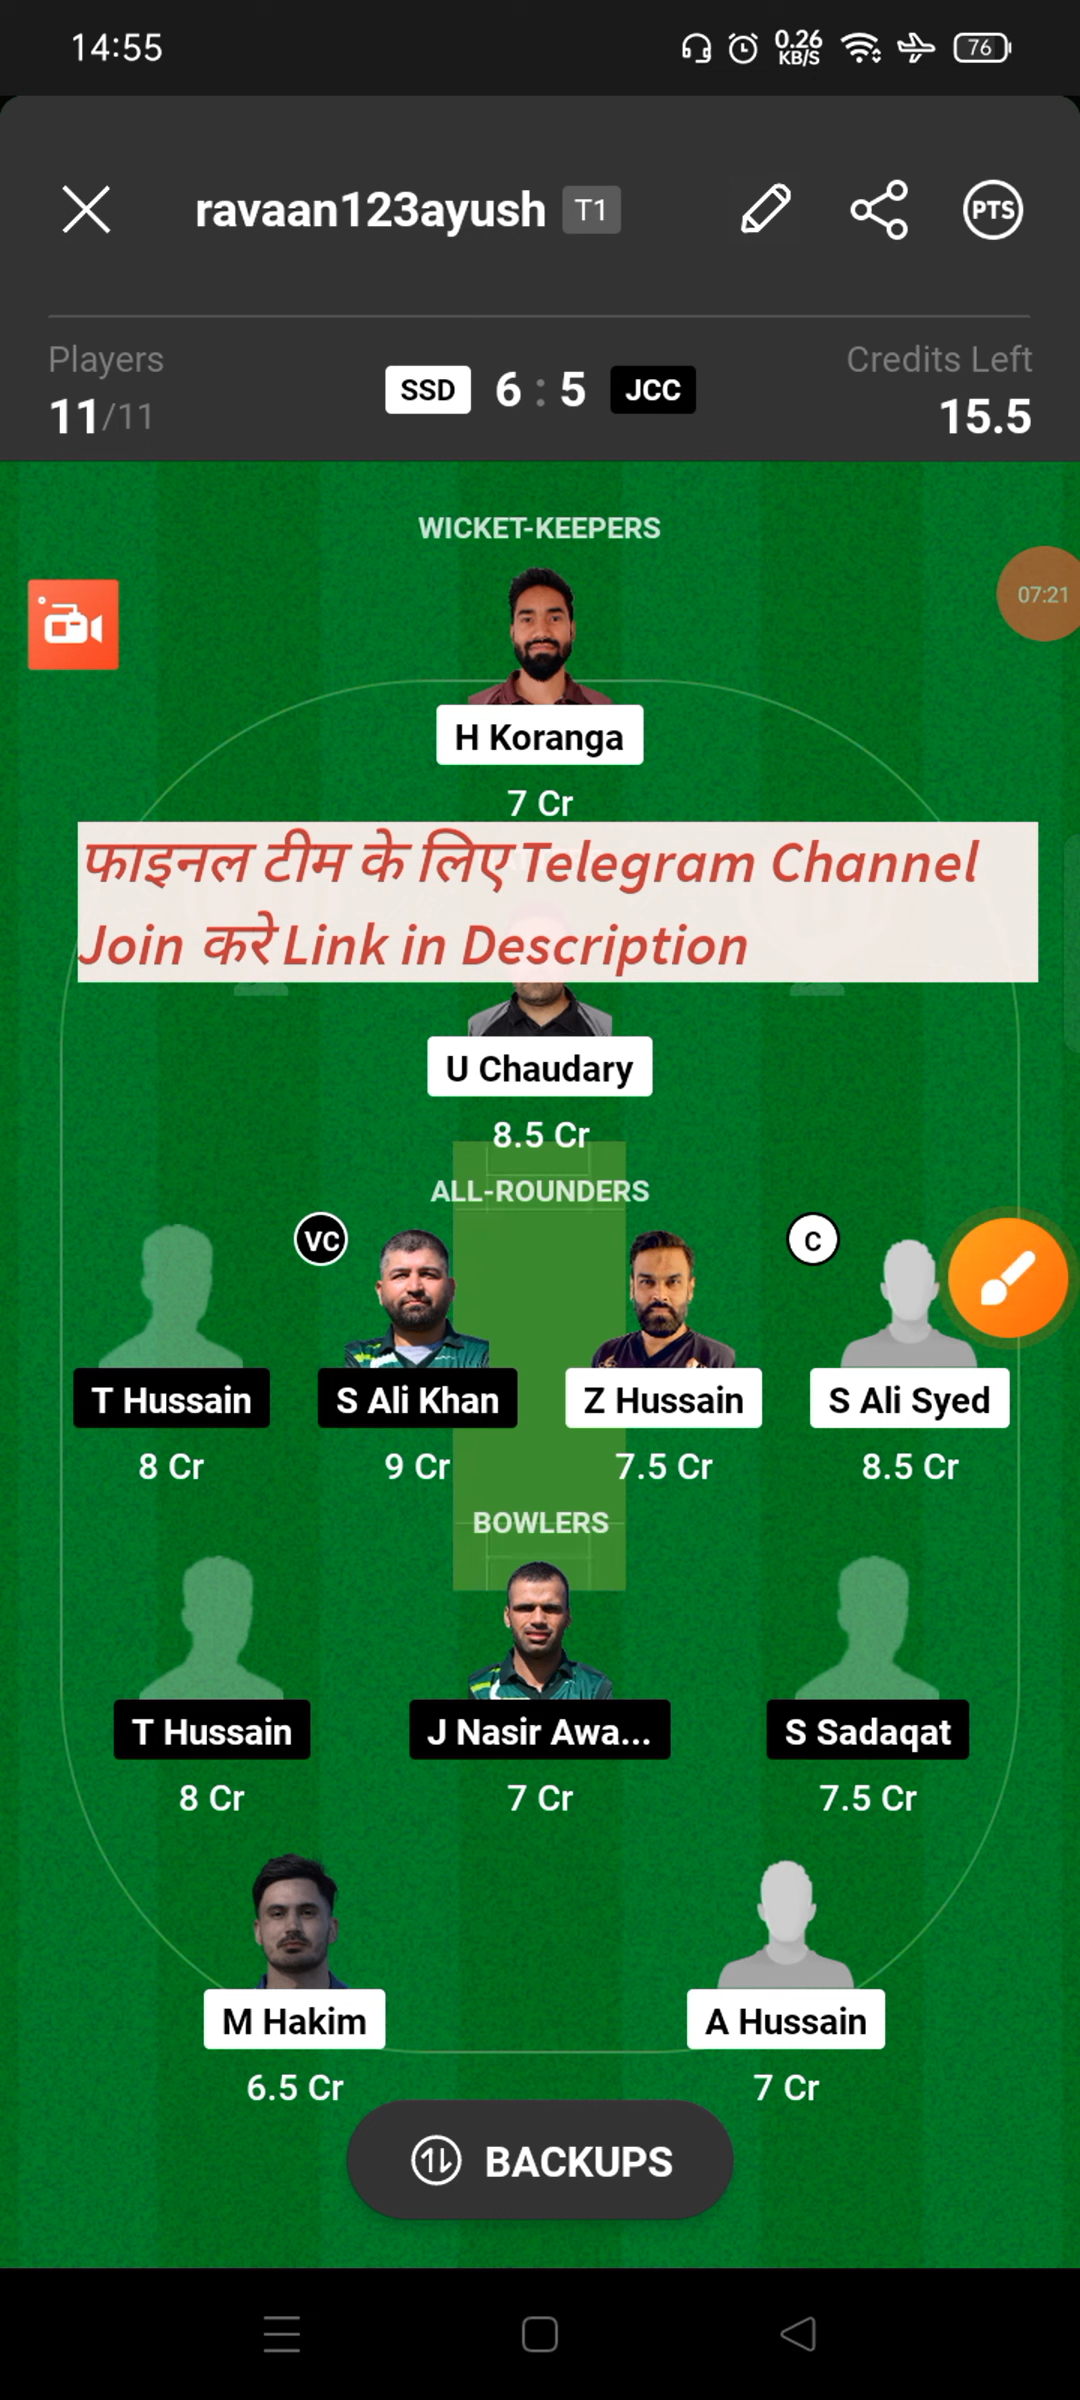 14:55
0.26
KB/S
76
ravaan123ayush T1
PTS
Players
Credits Left
11/11
SSD 6 : 5 JCC
15.5
WICKET-KEEPERS
07:21
H Koranga
7 Cr
फाइनल टीम के लिए Telegram Channel
Join करे Link in Description
U Chaudary
8.5 Cr
ALL-ROUNDERS
VC
C
T Hussain
S Ali Khan
Z Hussain
S Ali Syed
8 Cr
9 Cr
7.5 Cr
8.5 Cr
BOWLERS
T Hussain
J Nasir Awa...
S Sadaqat
8 Cr
7 Cr
7.5 Cr
M Hakim
A Hussain
6.5 Cr
7 Cr
BACKUPS